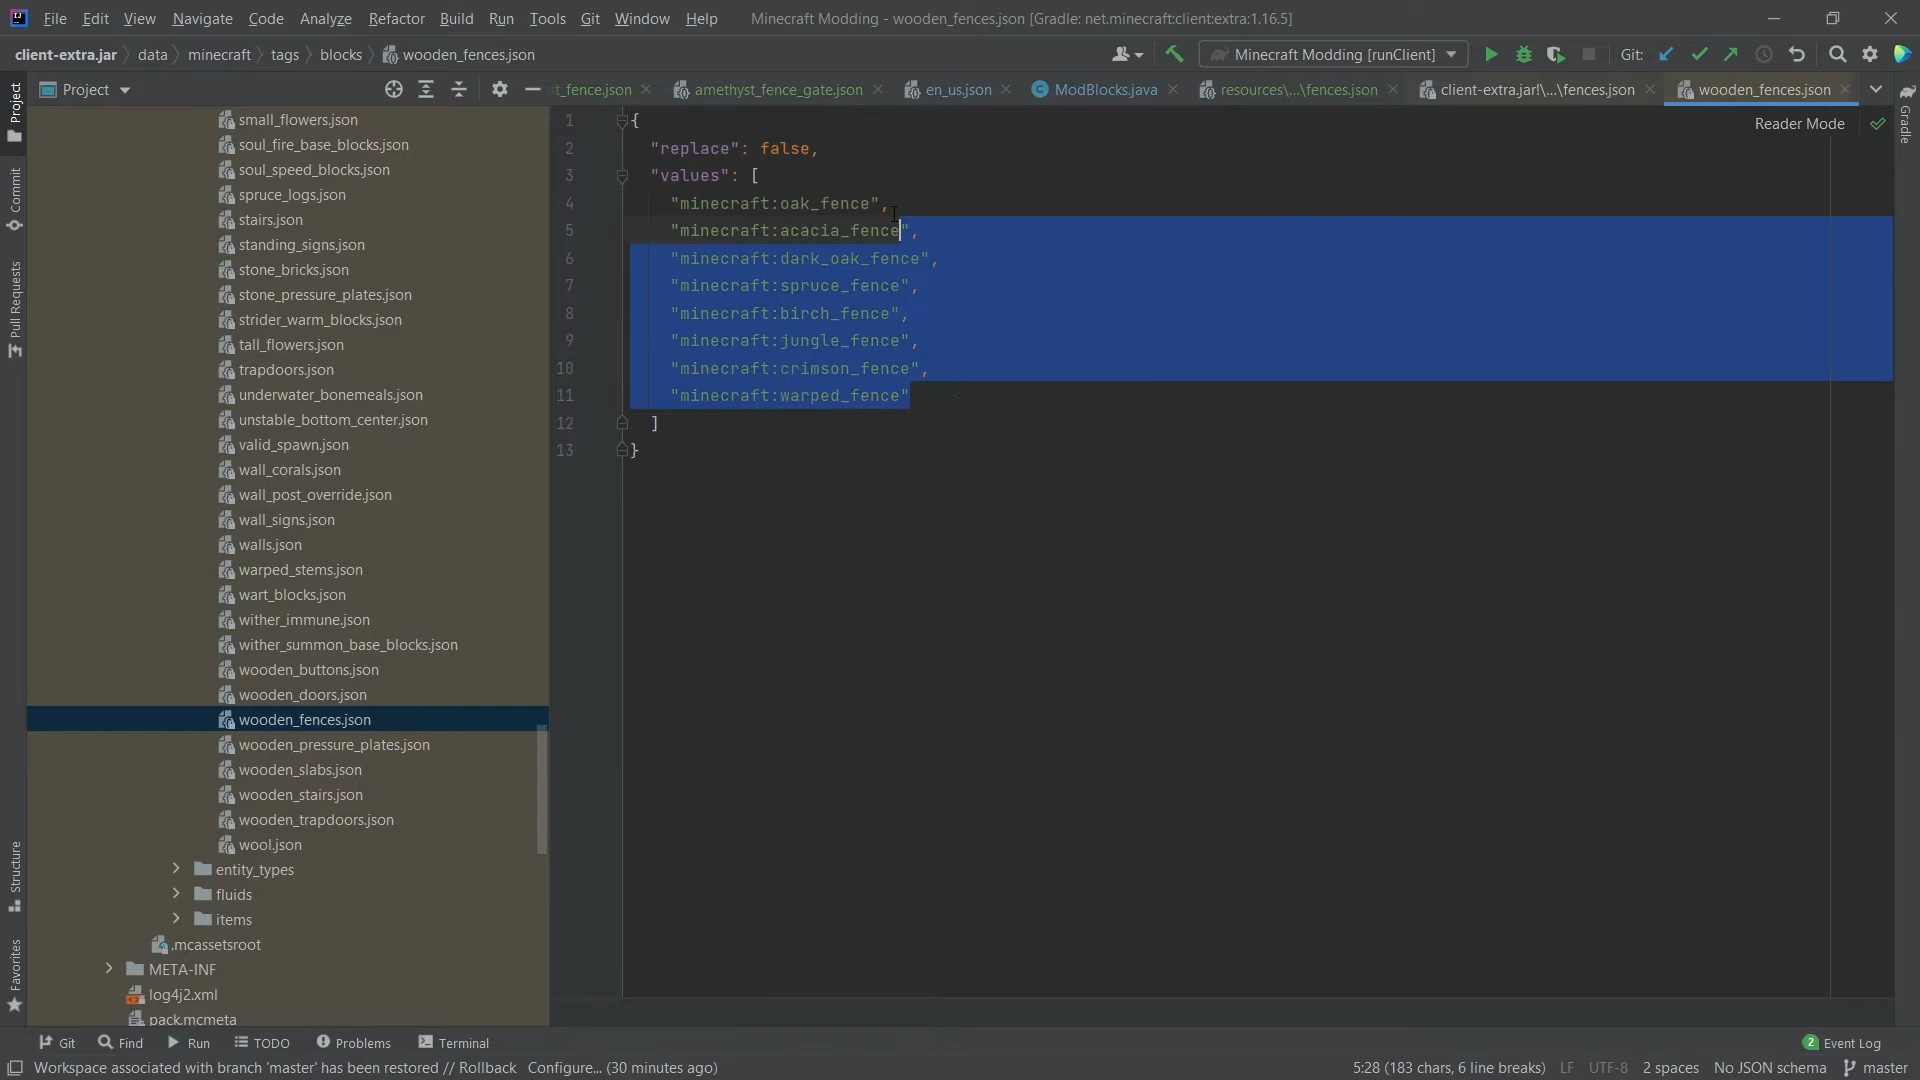 File Edit View Navigate Code Analyze Refactor Build Run Tools Git Window Help Minecraft Modding - wooden_fences.json [Gradle: net.minecraft:client:extra:1.16.5]
client-extra.jar data minecraft tags blocks wooden_fences.json Minecraft Modding [runClient] Git:
Project t_fence.json amethyst_fence_gate.json en_us.json ModBlocks.java resources\...\fences.json client-extra.jar!\...\fences.json wooden_fences.json
Reader Mode
Project
Commit
Pull Requests
Structure
Favorites
Gradle
small_flowers.json
soul_fire_base_blocks.json
soul_speed_blocks.json
spruce_logs.json
stairs.json
standing_signs.json
stone_bricks.json
stone_pressure_plates.json
strider_warm_blocks.json
tall_flowers.json
trapdoors.json
underwater_bonemeals.json
unstable_bottom_center.json
valid_spawn.json
wall_corals.json
wall_post_override.json
wall_signs.json
walls.json
warped_stems.json
wart_blocks.json
wither_immune.json
wither_summon_base_blocks.json
wooden_buttons.json
wooden_doors.json
wooden_fences.json
wooden_pressure_plates.json
wooden_slabs.json
wooden_stairs.json
wooden_trapdoors.json
wool.json
entity_types
fluids
items
.mcassetsroot
META-INF
log4j2.xml
pack.mcmeta
1 {
2 "replace": false,
3 "values": [
4 "minecraft:oak_fence",
5 "minecraft:acacia_fence",
6 "minecraft:dark_oak_fence",
7 "minecraft:spruce_fence",
8 "minecraft:birch_fence",
9 "minecraft:jungle_fence",
10 "minecraft:crimson_fence",
11 "minecraft:warped_fence"
12 ]
13 }
Git Find Run TODO Problems Terminal 2 Event Log
Workspace associated with branch 'master' has been restored // Rollback Configure... (30 minutes ago) 5:28 (183 chars, 6 line breaks) LF UTF-8 2 spaces No JSON schema master